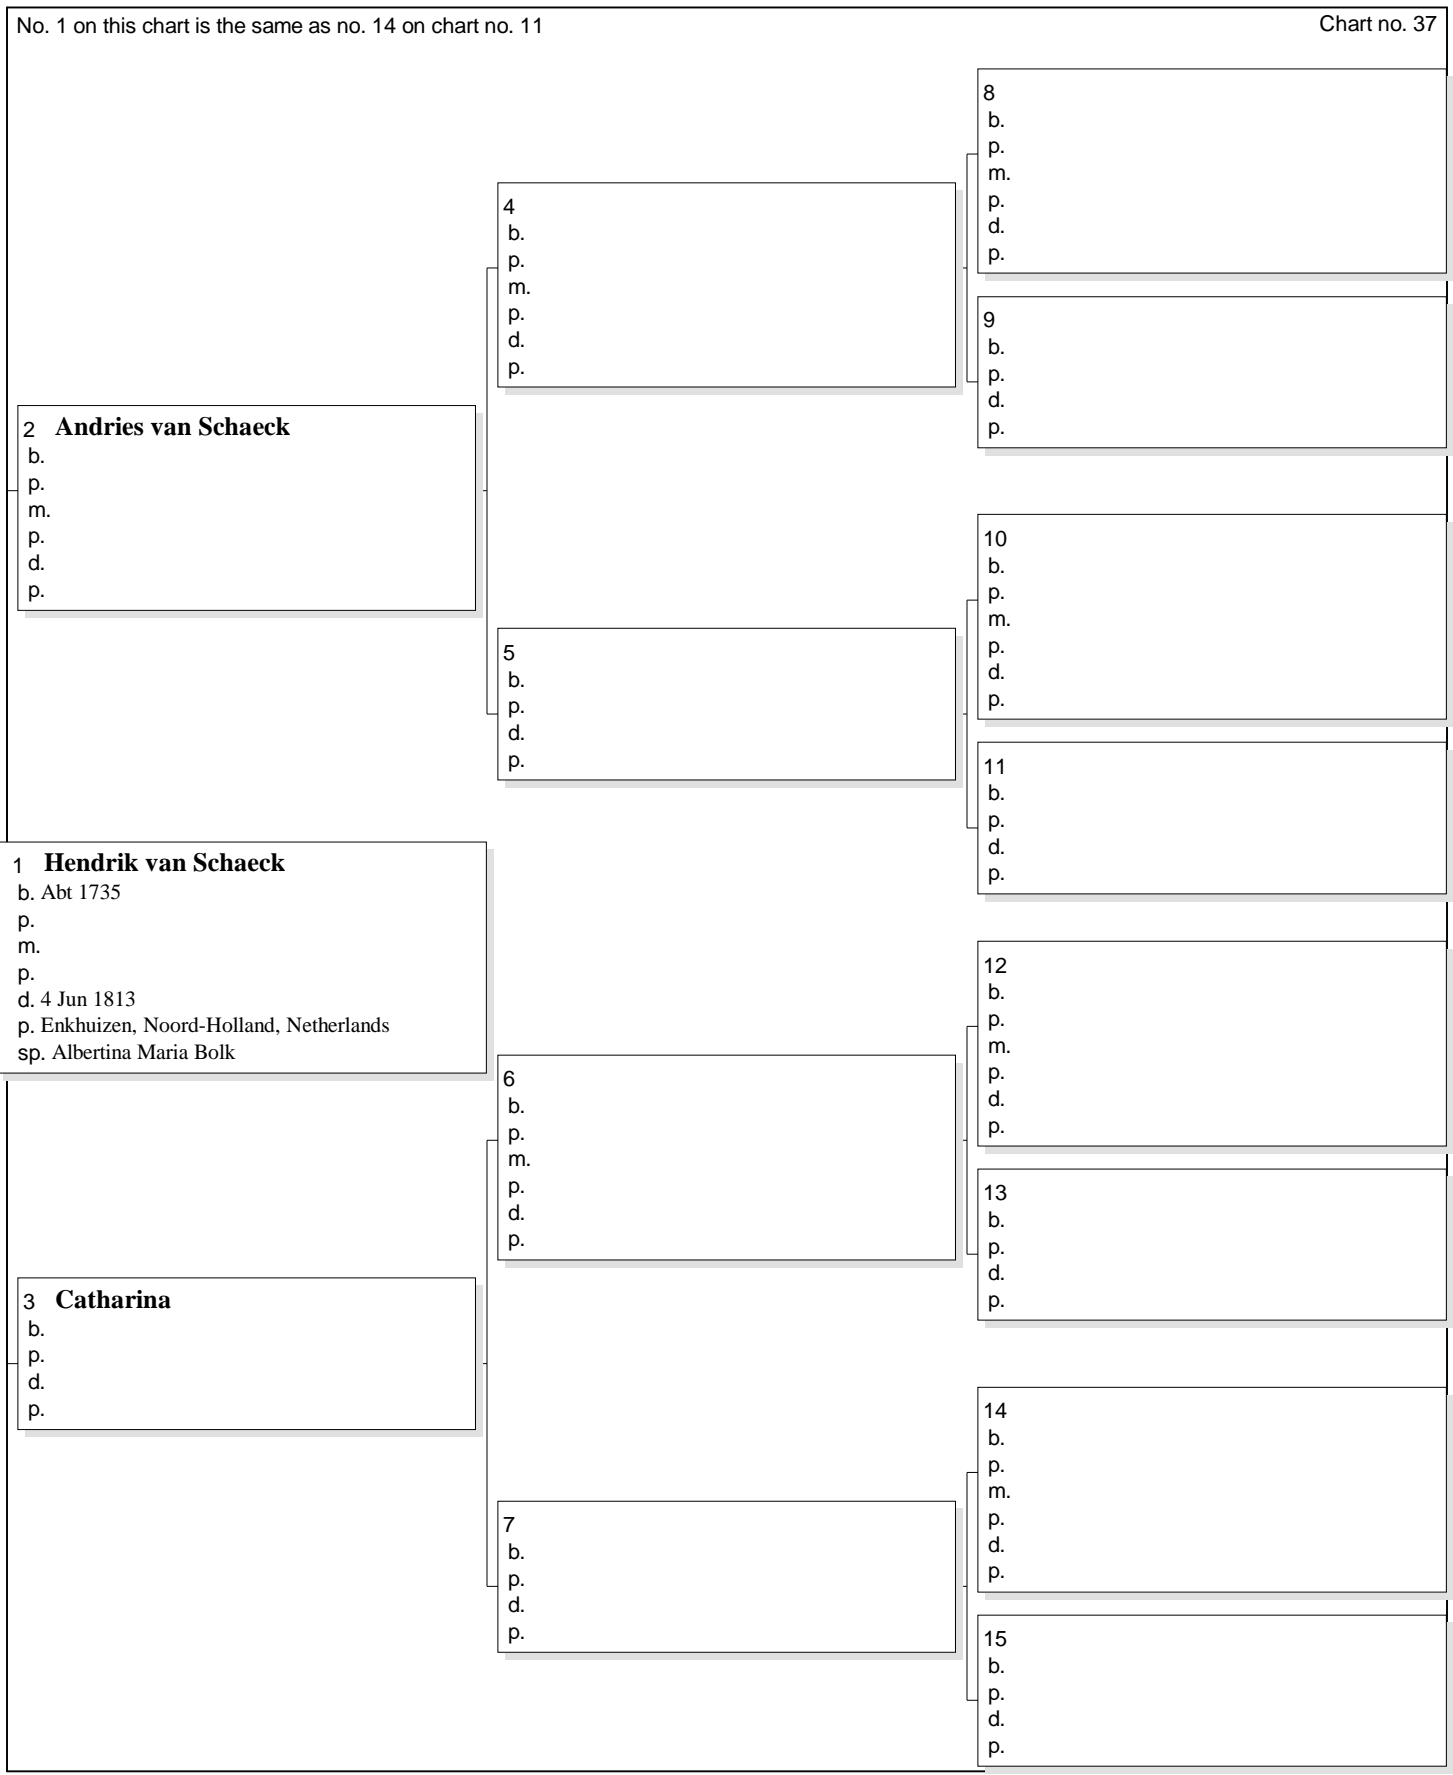 No. 1 on this chart is the same as no. 14 on chart no. 11
Chart no. 37
8
b.
p.
m.
p.
d.
p.
4
b.
p.
m.
p.
d.
p.
9
b.
p.
d.
p.
2 Andries van Schaeck
b.
p.
m.
p.
d.
p.
10
b.
p.
m.
p.
d.
p.
5
b.
p.
d.
p.
11
b.
p.
d.
p.
1 Hendrik van Schaeck
b. Abt 1735
p.
m.
p.
d. 4 Jun 1813
p. Enkhuizen, Noord-Holland, Netherlands
sp. Albertina Maria Bolk
12
b.
p.
m.
p.
d.
p.
6
b.
p.
m.
p.
d.
p.
13
b.
p.
d.
p.
3 Catharina
b.
p.
d.
p.
14
b.
p.
m.
p.
d.
p.
7
b.
p.
d.
p.
15
b.
p.
d.
p.